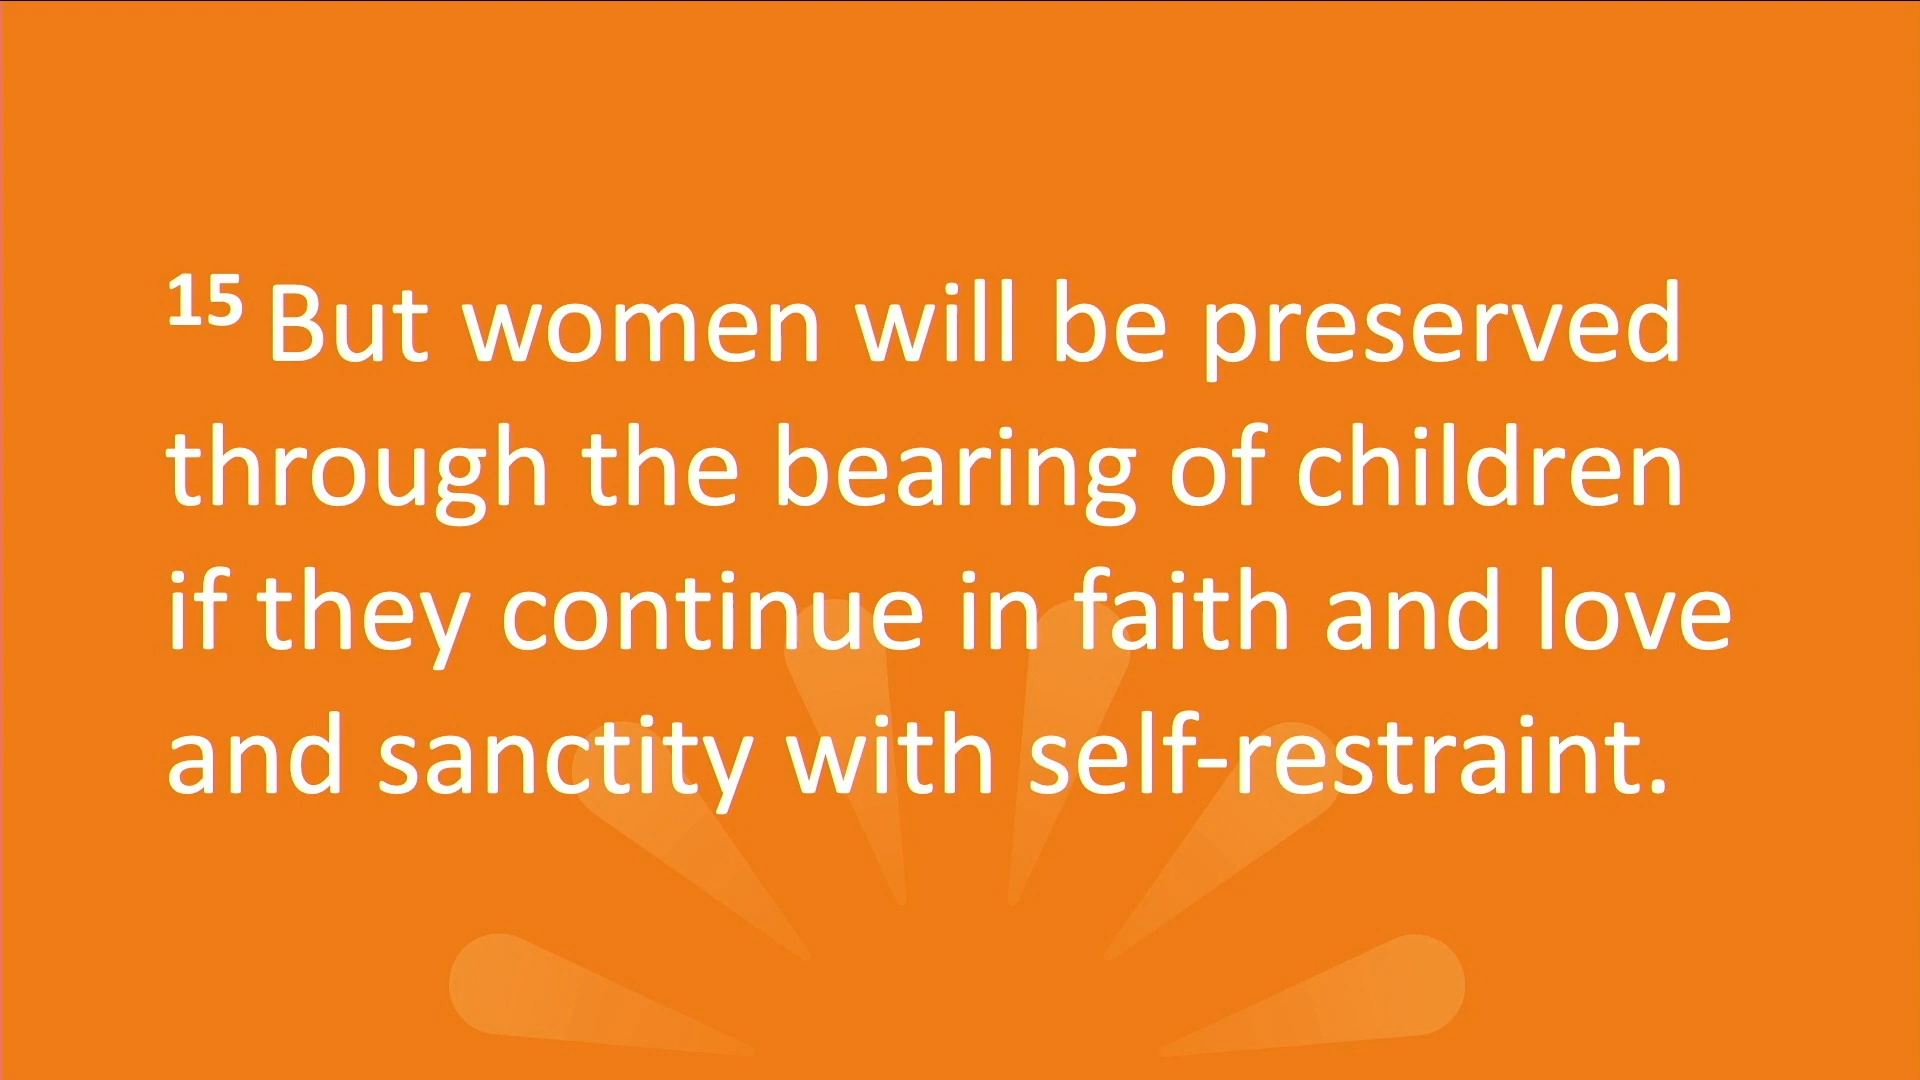 15 But women will be preserved
through the bearing of children
if they continue in faith and love
and sanctity with self-restraint.